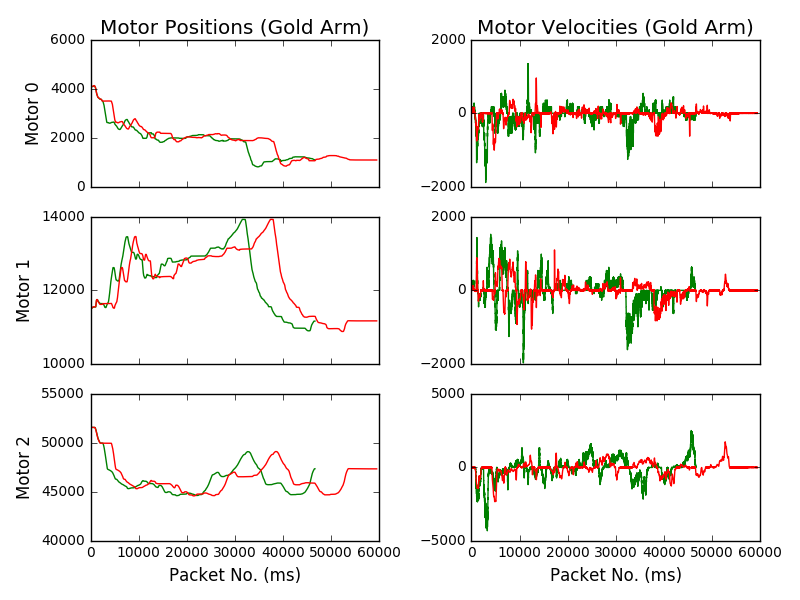 Motor Positions (Gold Arm)
Motor Velocities (Gold Arm)
6000
4000
2000
0
Motor 0
2000
0
−2000
14000
12000
10000
Motor 1
2000
0
−2000
55000
50000
45000
40000
Motor 2
5000
0
−5000
0 10000 20000 30000 40000 50000 60000
0 10000 20000 30000 40000 50000 60000
Packet No. (ms)
Packet No. (ms)